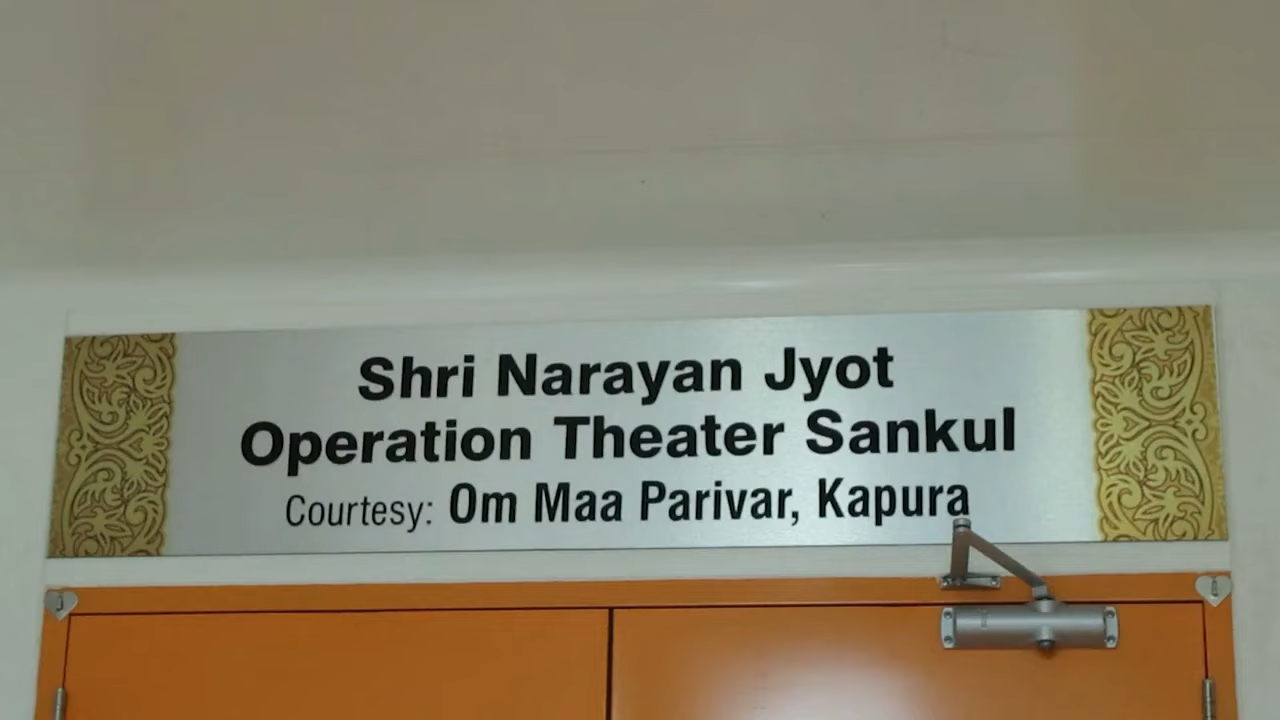 Shri Narayan Jyot
Operation Theater Sankul
Courtesy: Om Maa Parivar, Kapura